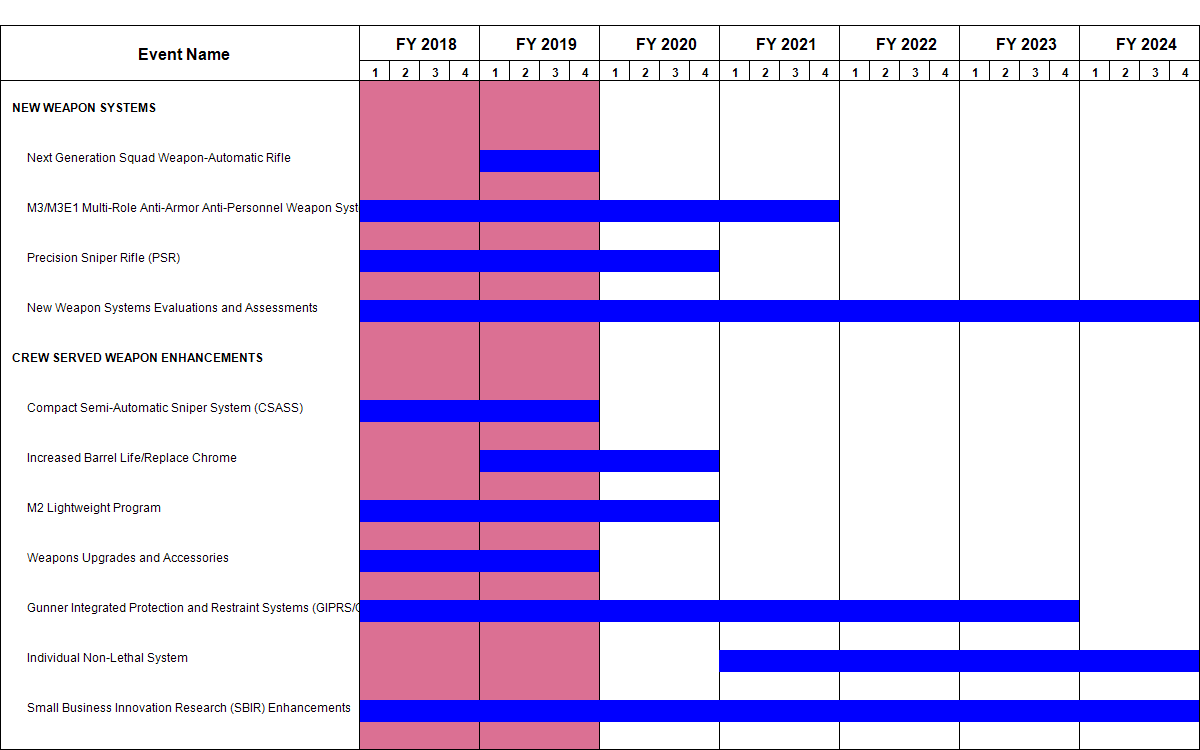 Event Name
FY 2018 FY 2019 FY 2020 FY 2021 FY 2022 FY 2023 FY 2024
1 2 3 4 1 2 3 4 1 2 3 4 1 2 3 4 1 2 3 4 1 2 3 4 1 2 3 4
NEW WEAPON SYSTEMS
Next Generation Squad Weapon-Automatic Rifle
M3/M3E1 Multi-Role Anti-Armor Anti-Personnel Weapon Syst
Precision Sniper Rifle (PSR)
New Weapon Systems Evaluations and Assessments
CREW SERVED WEAPON ENHANCEMENTS
Compact Semi-Automatic Sniper System (CSASS)
Increased Barrel Life/Replace Chrome
M2 Lightweight Program
Weapons Upgrades and Accessories
Gunner Integrated Protection and Restraint Systems (GIPRS/
Individual Non-Lethal System
Small Business Innovation Research (SBIR) Enhancements